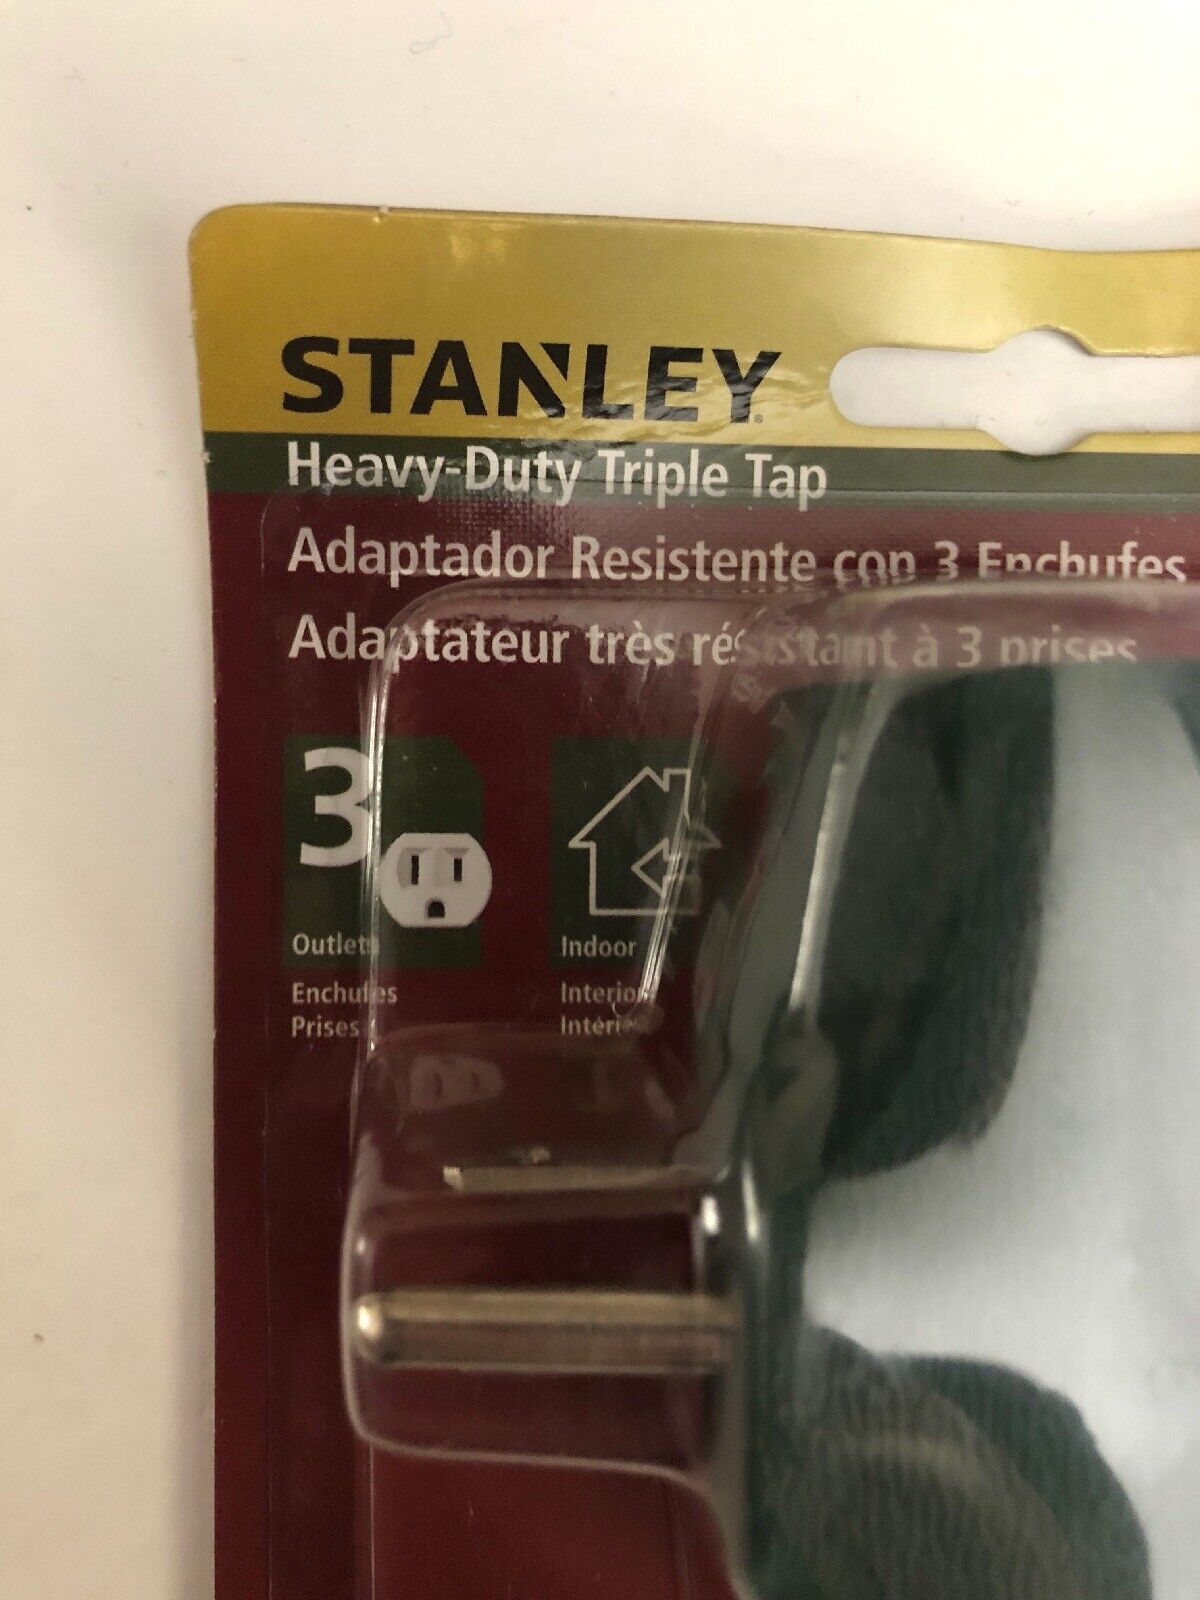 STANLEY®
Heavy-Duty Triple Tap
Adaptador Resistente con 3 Enchufes
Adaptateur très résistant à 3 prises
3
Outlets
Enchufes
Prises
Indoor
Interior
Intérieur